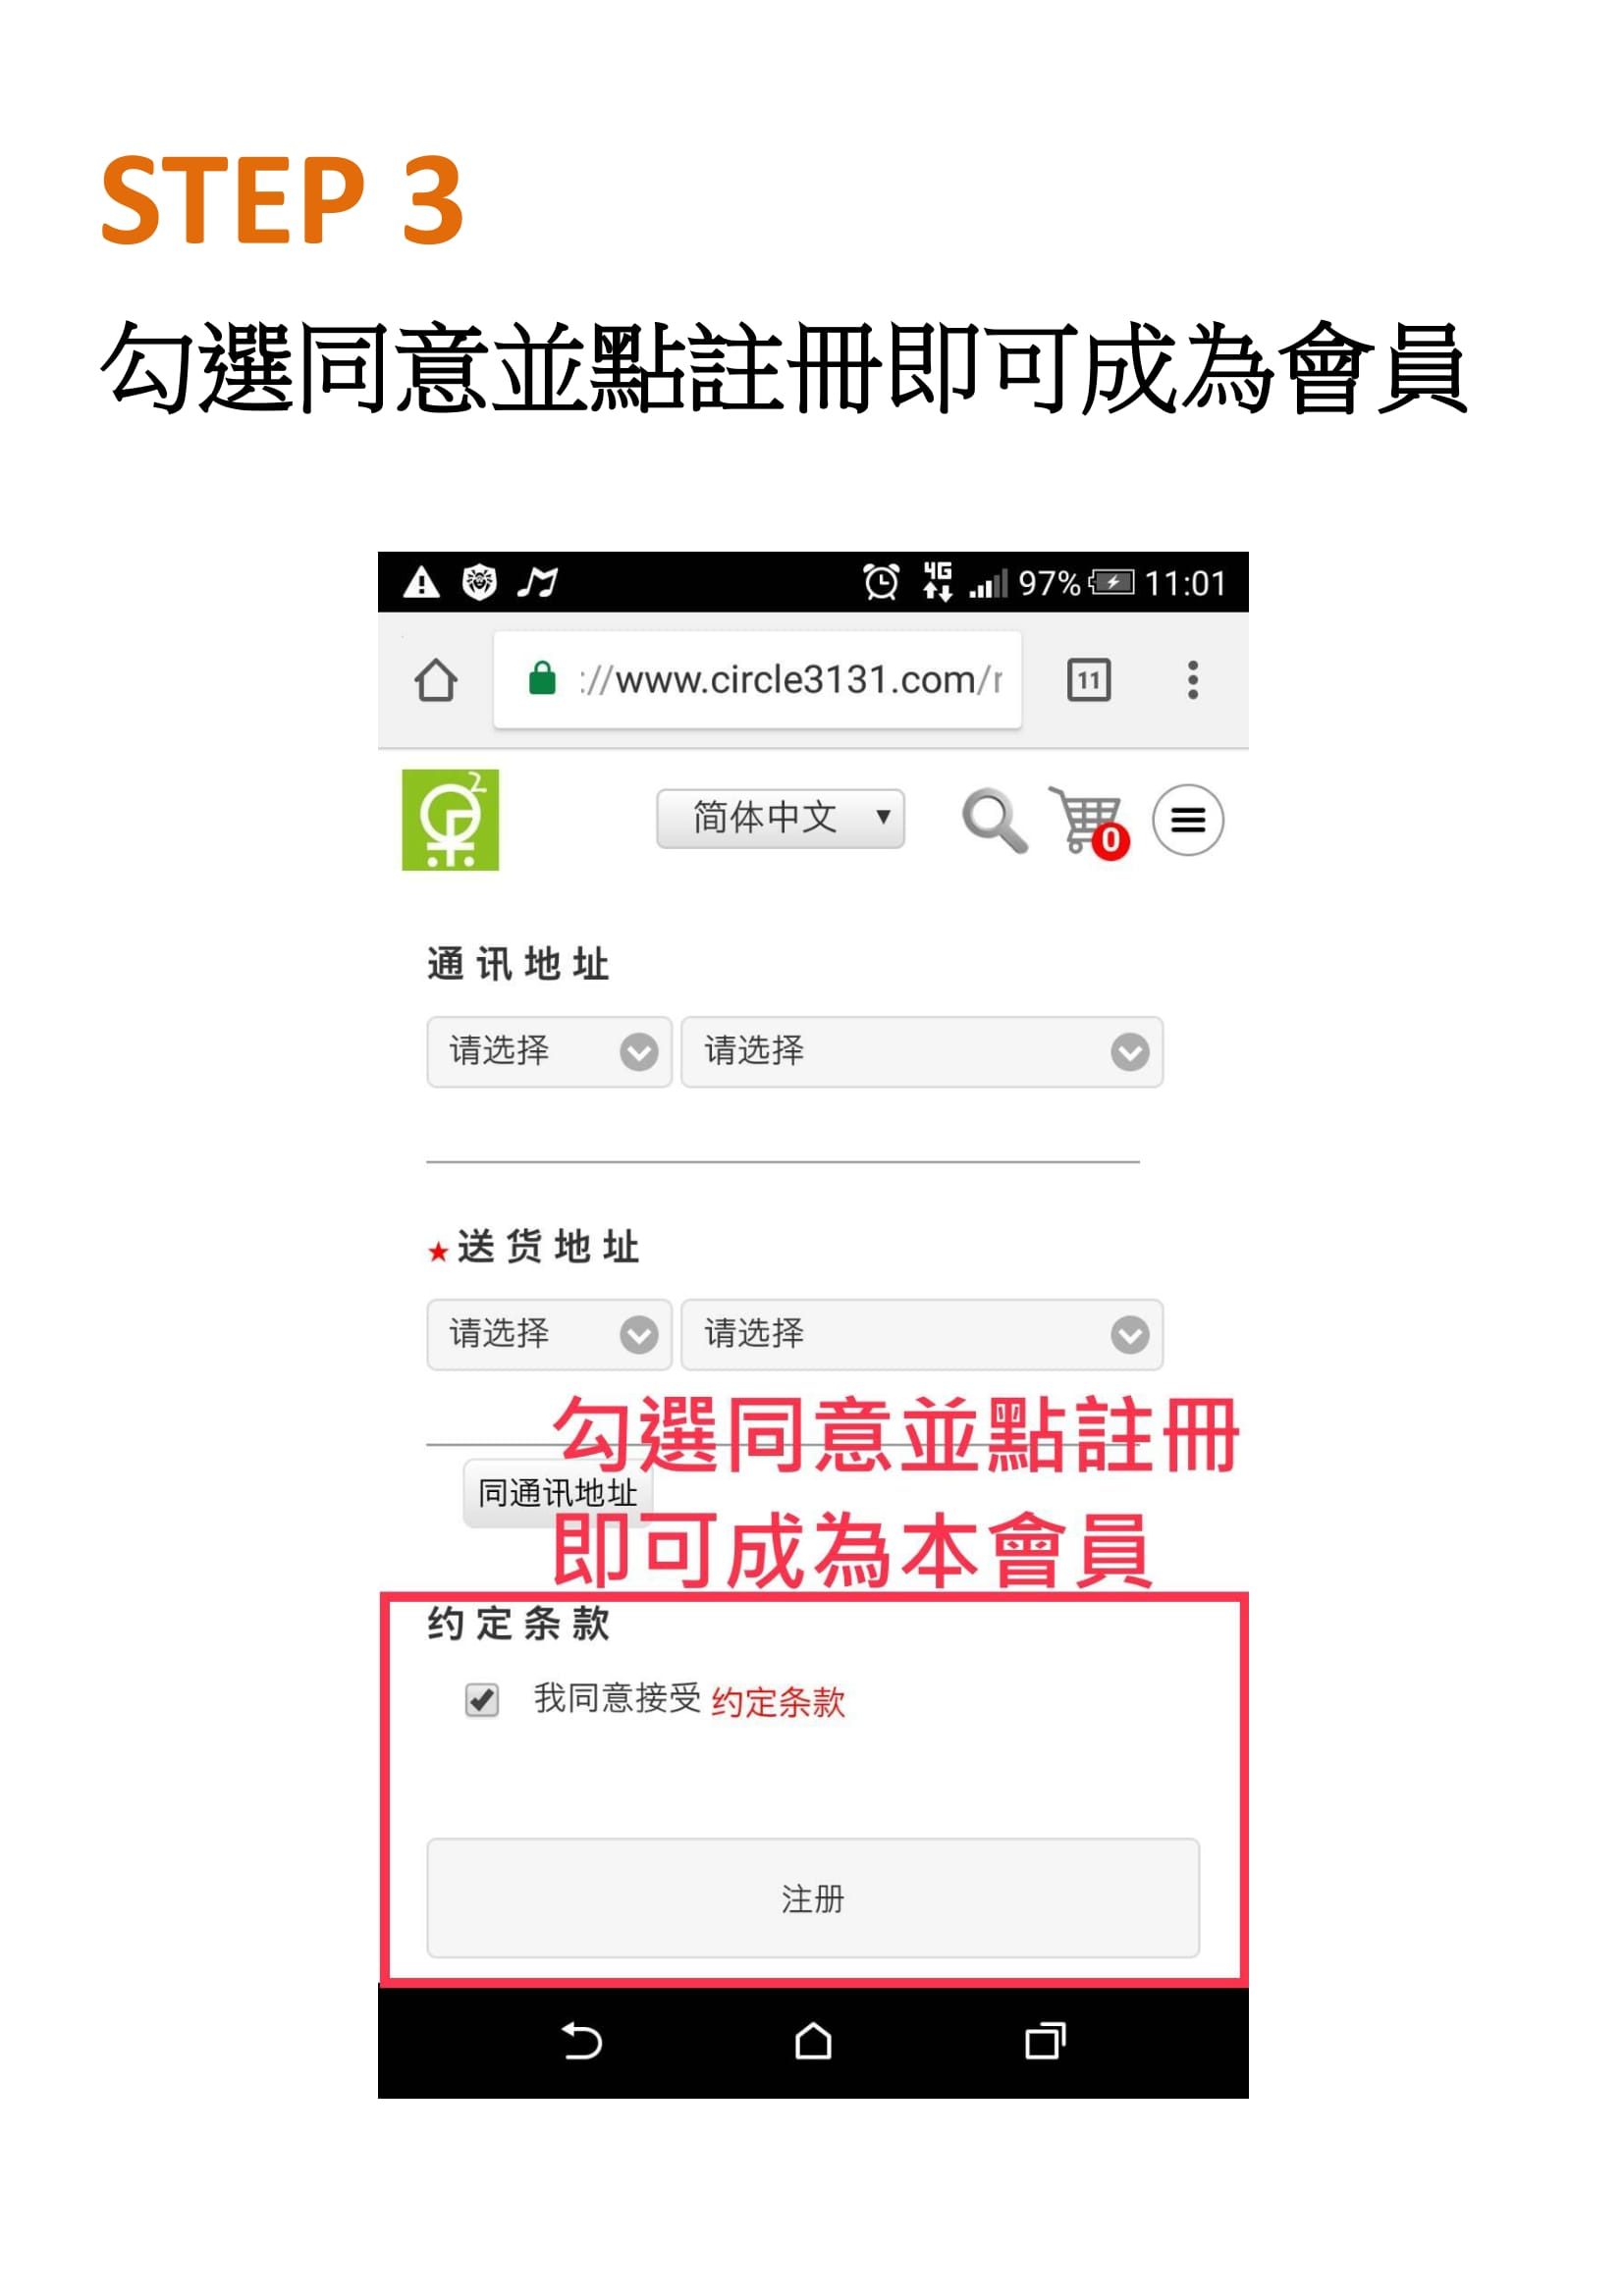 STEP 3
勾選同意並點註冊即可成為會員
4G 97% 11:01
://www.circle3131.com/r 11
2
简体中文 0
通讯地址
请选择 请选择
★送货地址
请选择 请选择
勾選同意並點註冊
同通讯地址
即可成為本會員
约定条款
我同意接受 约定条款
注册